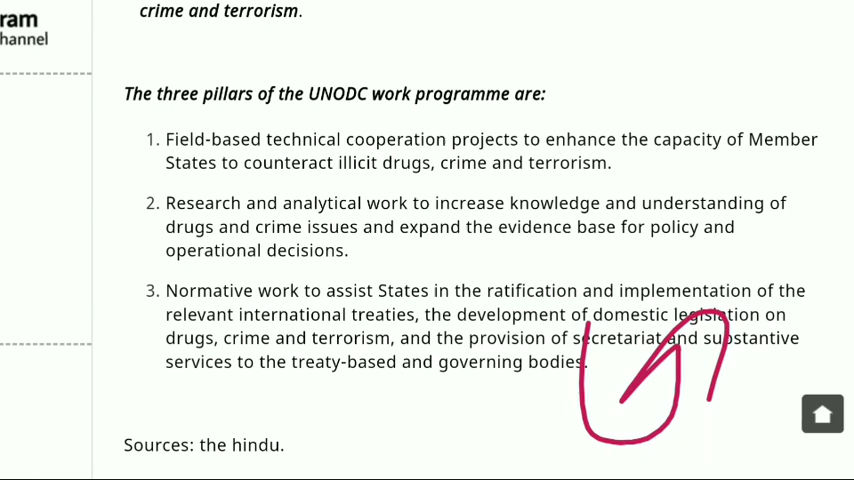 crime and terrorism.
ram
hannel
The three pillars of the UNODC work programme are:
1. Field-based technical cooperation projects to enhance the capacity of Member
States to counteract illicit drugs, crime and terrorism.
2. Research and analytical work to increase knowledge and understanding of
drugs and crime issues and expand the evidence base for policy and
operational decisions.
3. Normative work to assist States in the ratification and implementation of the
relevant international treaties, the development of domestic legislation on
drugs, crime and terrorism, and the provision of secretariat and substantive
services to the treaty-based and governing bodies.
Sources: the hindu.